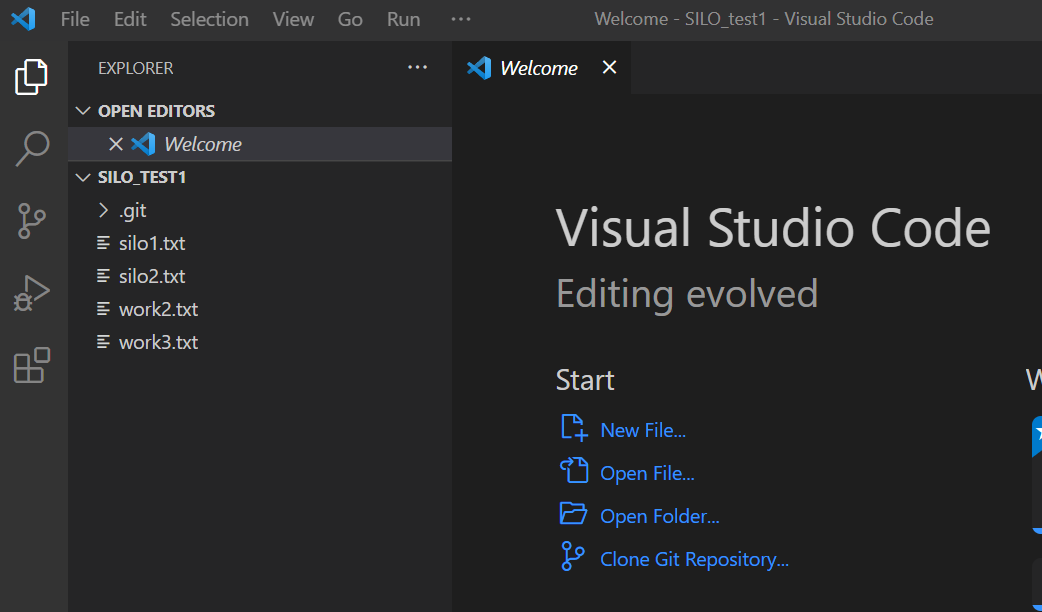 File Edit Selection View Go Run ··· Welcome - SILO_test1 - Visual Studio Code
EXPLORER ···
Welcome
OPEN EDITORS
Welcome
SILO_TEST1
.git
silo1.txt
silo2.txt
work2.txt
work3.txt
Visual Studio Code
Editing evolved
Start
New File...
Open File...
Open Folder...
Clone Git Repository...